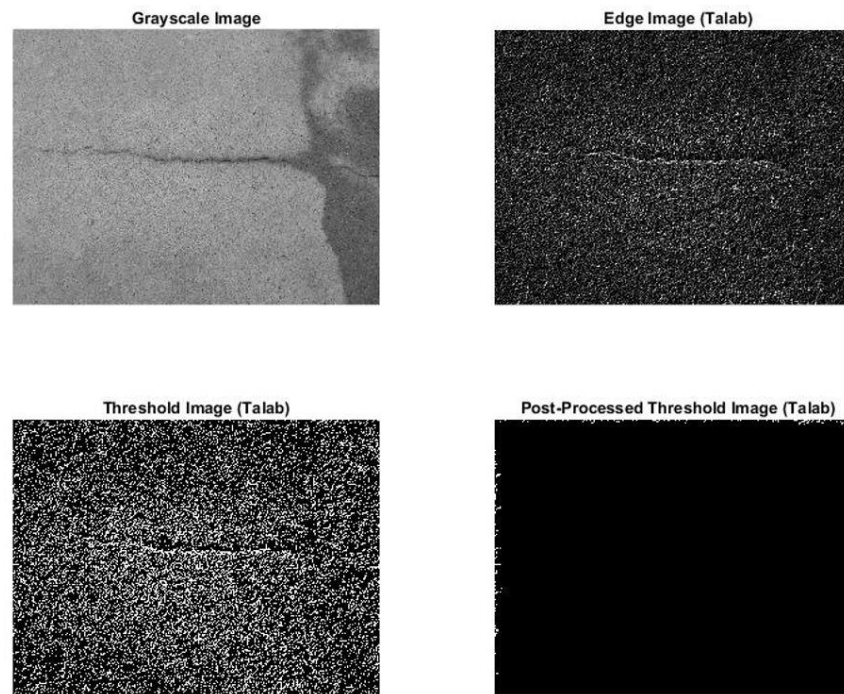 Grayscale Image
Edge Image (Talab)
Threshold Image (Talab)
Post-Processed Threshold Image (Talab)